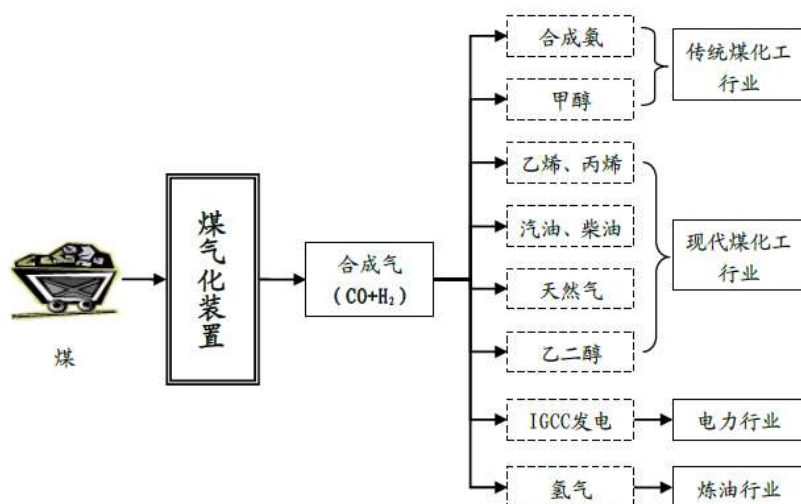 合成氨
传统煤化工
行业
甲醇
乙烯、丙烯
煤气化装置
汽油、柴油
现代煤化工
行业
合成气
(CO+H₂)
天然气
煤
乙二醇
IGCC发电
电力行业
氢气
炼油行业